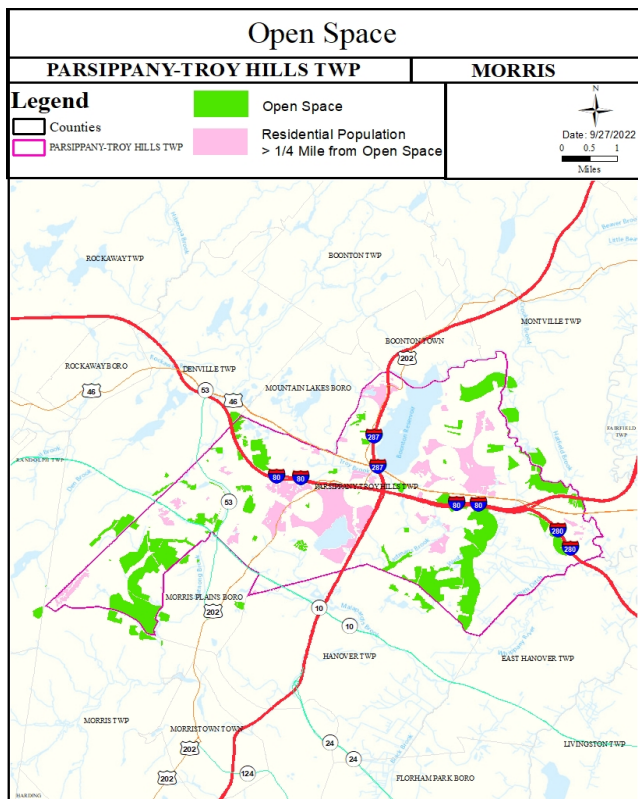 Open Space
PARSIPPANY-TROY HILLS TWP
MORRIS
Legend
Counties
PARSIPPANY-TROY HILLS TWP
Open Space
Residential Population
> 1/4 Mile from Open Space
N
Date: 9/27/2022
0 0.5 1
Miles
ROCKAWAY TWP
BOONTON TWP
MONTVILLE TWP
BOONTON TOWN
202
ROCKAWAY BORO
DENVILLE TWP
46
53
46
MOUNTAIN LAKES BORO
FAIRFIELD
TWP
287
Boonton Reservoir
RANDOLPH TWP
287
80
80
PARSIPPANY-TROY HILLS TWP
53
80
80
280
280
MORRIS PLAINS BORO
202
10
10
HANOVER TWP
EAST HANOVER TWP
MORRIS TWP
MORRISTOWN TOWN
202
24
LIVINGSTON TWP
24
202
124
FLORHAM PARK BORO
HARDING